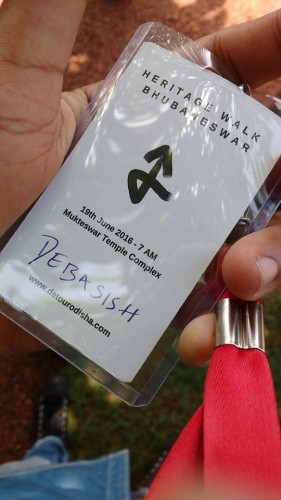 HERITAGE WALK
BHUBANESWAR
19th June 2016 - 7 AM
Mukteswar Temple Complex
DEBASISH
www.detourodisha.com